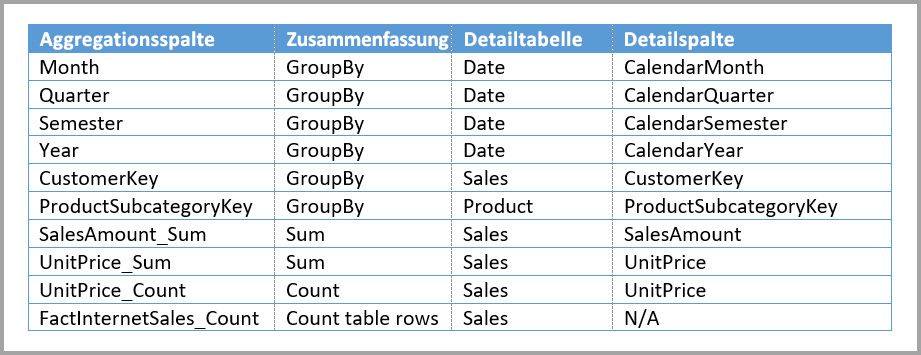 Aggregationsspalte Zusammenfassung Detailtabelle Detailspalte
Month GroupBy Date CalendarMonth
Quarter GroupBy Date CalendarQuarter
Semester GroupBy Date CalendarSemester
Year GroupBy Date CalendarYear
CustomerKey GroupBy Sales CustomerKey
ProductSubcategoryKey GroupBy Product ProductSubcategoryKey
SalesAmount_Sum Sum Sales SalesAmount
UnitPrice_Sum Sum Sales UnitPrice
UnitPrice_Count Count Sales UnitPrice
FactInternetSales_Count Count table rows Sales N/A